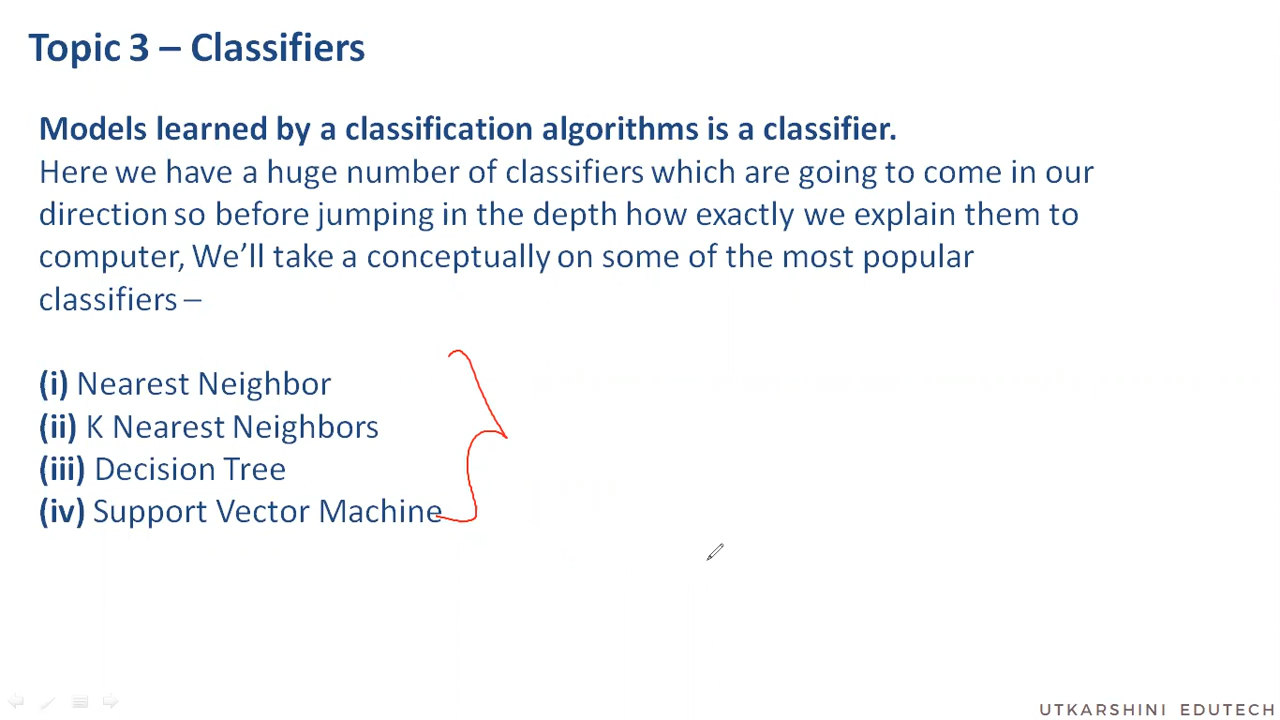 Topic 3 – Classifiers
Models learned by a classification algorithms is a classifier.
Here we have a huge number of classifiers which are going to come in our
direction so before jumping in the depth how exactly we explain them to
computer, We’ll take a conceptually on some of the most popular
classifiers –
(i) Nearest Neighbor
(ii) K Nearest Neighbors
(iii) Decision Tree
(iv) Support Vector Machine
UTKARSHINI EDUTECH